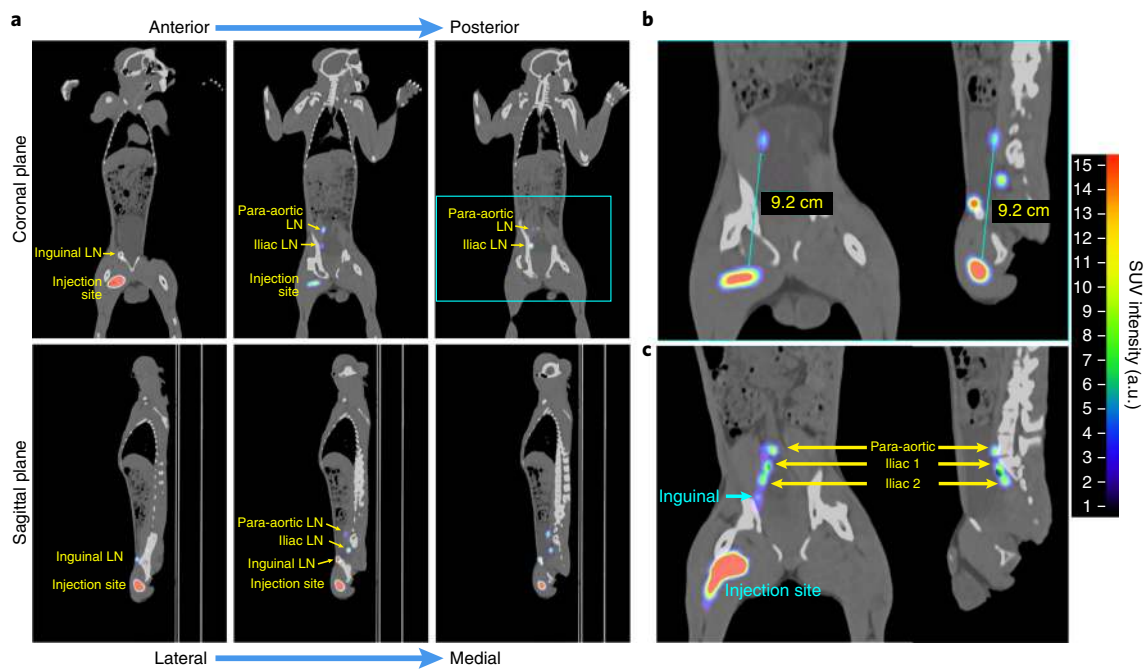 a
Anterior
Posterior
Coronal plane
Inguinal LN
Injection
site
Para-aortic
LN
Iliac LN
Injection
site
Para-aortic
LN
Iliac LN
Sagittal plane
Inguinal LN
Injection site
Para-aortic LN
Iliac LN
Inguinal LN
Injection site
Lateral
Medial
b
9.2 cm
9.2 cm
c
Para-aortic
Iliac 1
Iliac 2
Inguinal
Injection site
15
14
13
12
11
10
9
8
7
6
5
4
3
2
1
SUV intensity (a.u.)